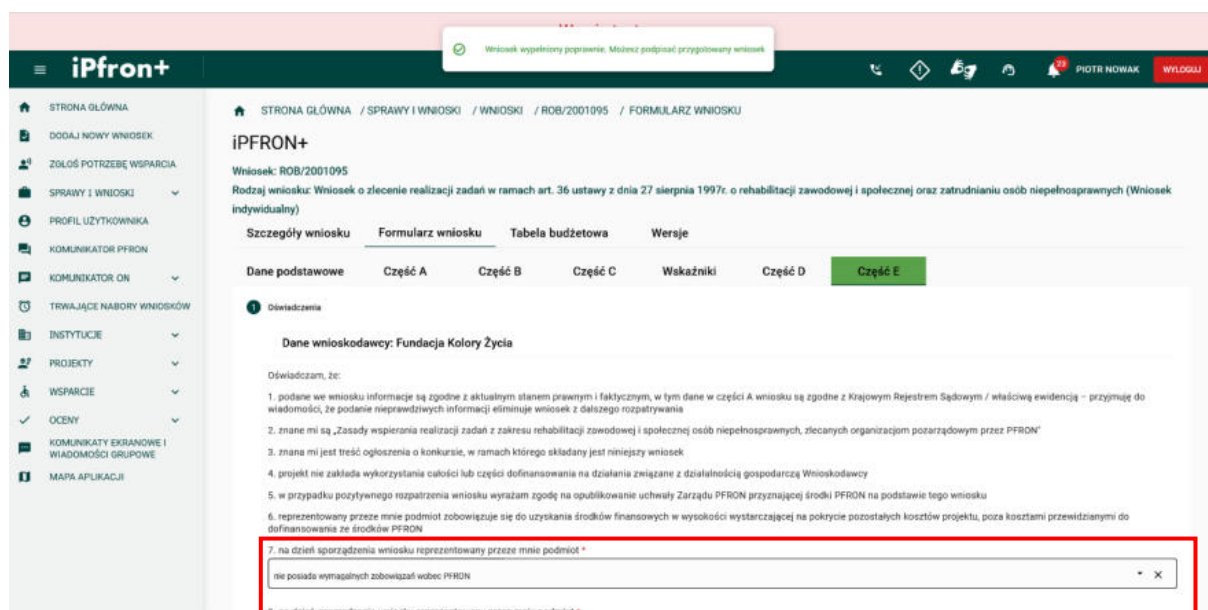 Wniosek wypełniony poprawnie. Możesz podpisać przygotowany wniosek
iPfron+
23
PIOTR NOWAK
WYLOGUJ
STRONA GŁÓWNA
DODAJ NOWY WNIOSEK
ZGŁOŚ POTRZEBĘ WSPARCIA
SPRAWY I WNIOSKI
PROFIL UŻYTKOWNIKA
KOMUNIKATOR PFRON
KOMUNIKATOR ON
TRWAJĄCE NABORY WNIOSKÓW
INSTYTUCJE
PROJEKTY
WSPARCIE
OCENY
KOMUNIKATY EKRANOWE I
WIADOMOŚCI GRUPOWE
MAPA APLIKACJI
STRONA GŁÓWNA / SPRAWY I WNIOSKI / WNIOSKI / ROB/2001095 / FORMULARZ WNIOSKU
iPFRON+
Wniosek: ROB/2001095
Rodzaj wniosku: Wniosek o zlecenie realizacji zadań w ramach art. 36 ustawy z dnia 27 sierpnia 1997r. o rehabilitacji zawodowej i społecznej oraz zatrudnianiu osób niepełnosprawnych (Wniosek
indywidualny)
Szczegóły wniosku Formularz wniosku Tabela budżetowa Wersje
Dane podstawowe Część A Część B Część C Wskaźniki Część D Część E
1 Oświadczenia
Dane wnioskodawcy: Fundacja Kolory Życia
Oświadczam, że:
1. podane we wniosku informacje są zgodne z aktualnym stanem prawnym i faktycznym, w tym dane w części A wniosku są zgodne z Krajowym Rejestrem Sądowym / właściwą ewidencją – przyjmuję do
wiadomości, że podanie nieprawdziwych informacji eliminuje wniosek z dalszego rozpatrywania
2. znane mi są „Zasady wspierania realizacji zadań z zakresu rehabilitacji zawodowej i społecznej osób niepełnosprawnych, zlecanych organizacjom pozarządowym przez PFRON"
3. znana mi jest treść ogłoszenia o konkursie, w ramach którego składany jest niniejszy wniosek
4. projekt nie zakłada wykorzystania całości lub części dofinansowania na działania związane z działalnością gospodarczą Wnioskodawcy
5. w przypadku pozytywnego rozpatrzenia wniosku wyrażam zgodę na opublikowanie uchwały Zarządu PFRON przyznającej środki PFRON na podstawie tego wniosku
6. reprezentowany przeze mnie podmiot zobowiązuje się do uzyskania środków finansowych w wysokości wystarczającej na pokrycie pozostałych kosztów projektu, poza kosztami przewidzianymi do
dofinansowania ze środków PFRON
7. na dzień sporządzenia wniosku reprezentowany przeze mnie podmiot *
nie posiada wymagalnych zobowiązań wobec PFRON